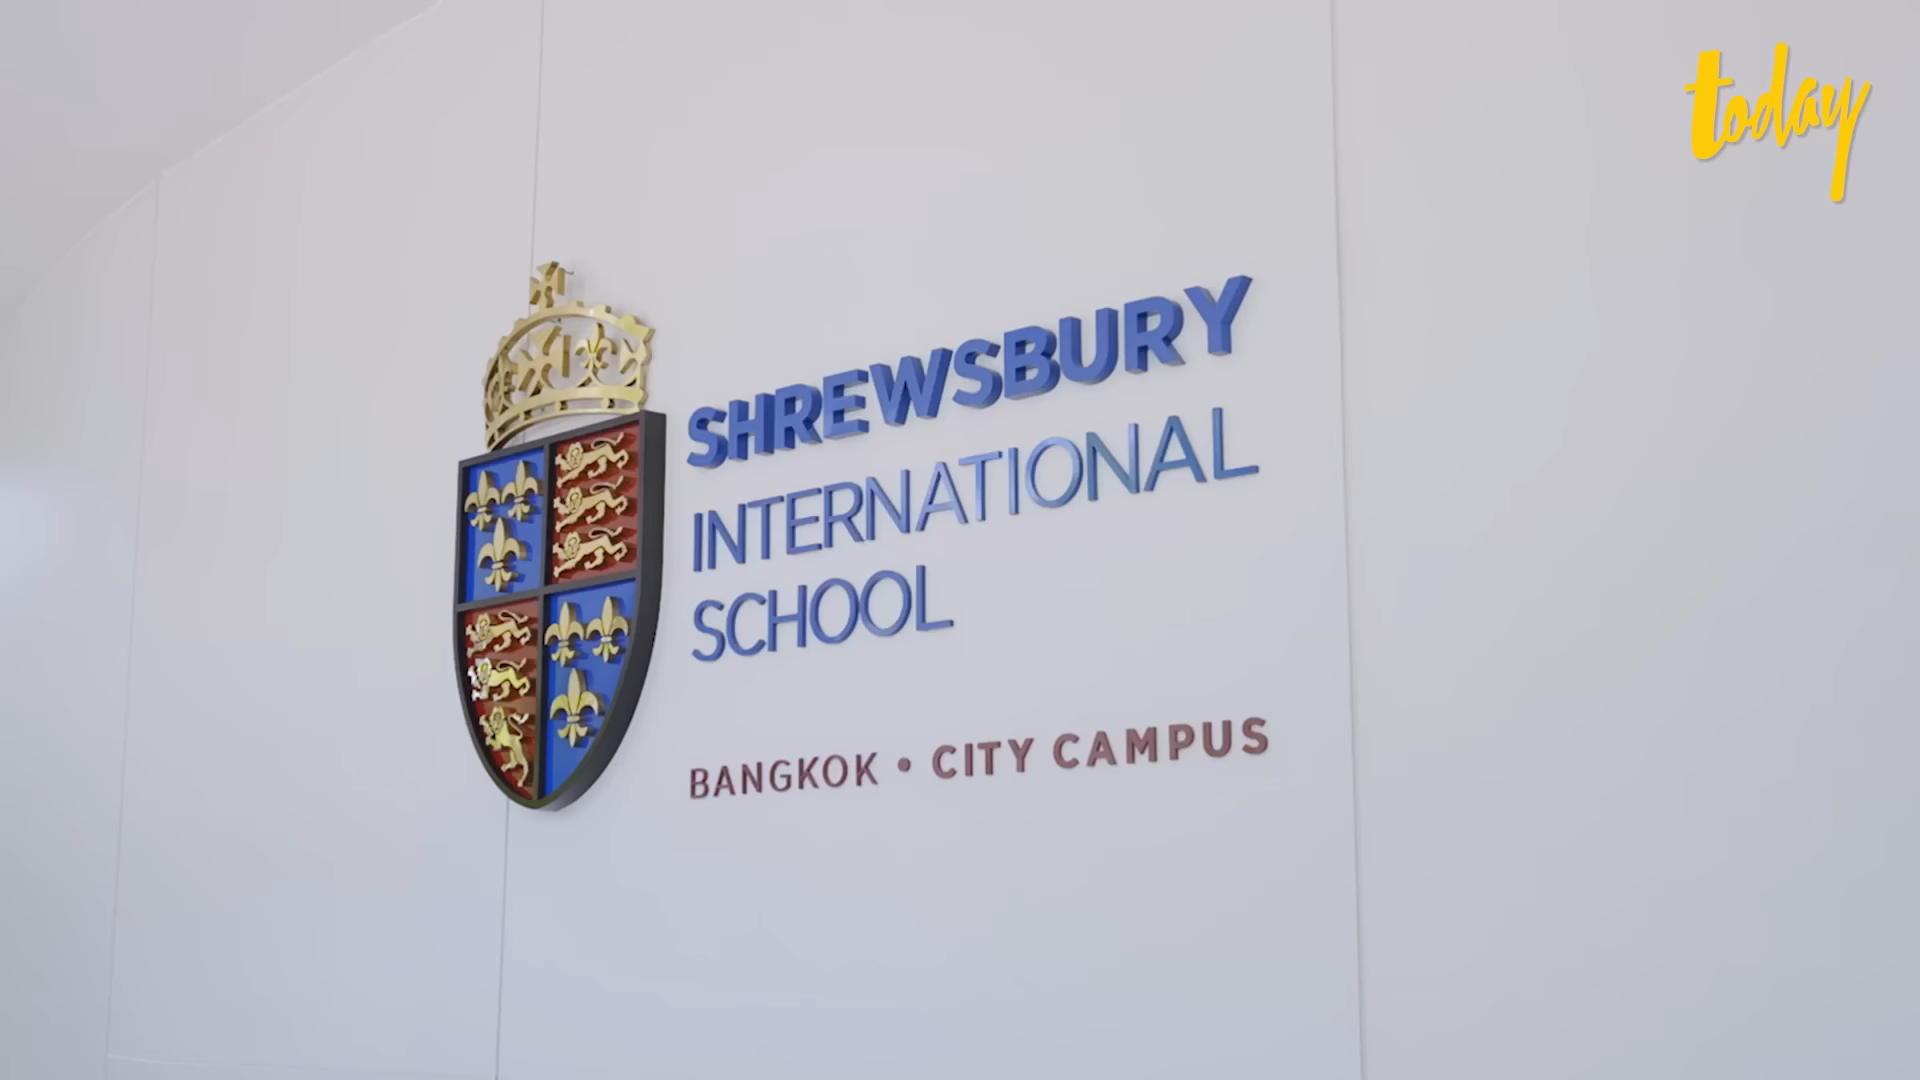 today
SHREWSBURY
INTERNATIONAL
SCHOOL
BANGKOK • CITY CAMPUS